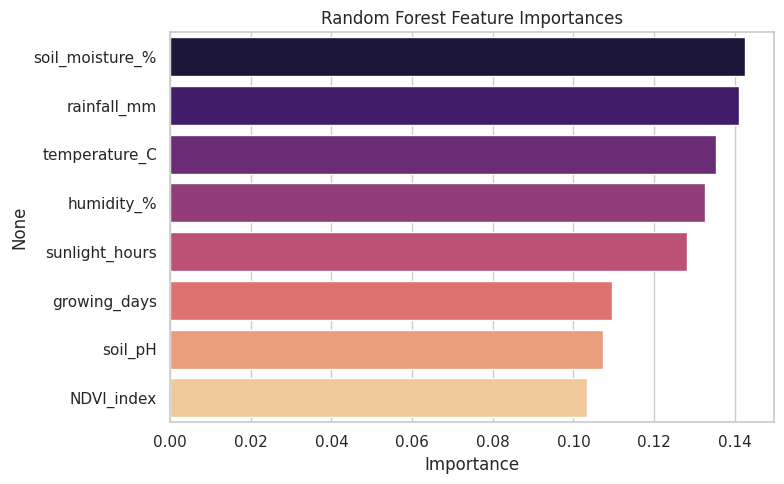 Random Forest Feature Importances
soil_moisture_%
rainfall_mm
temperature_C
humidity_%
sunlight_hours
growing_days
soil_pH
NDVI_index
None
0.00 0.02 0.04 0.06 0.08 0.10 0.12 0.14
Importance